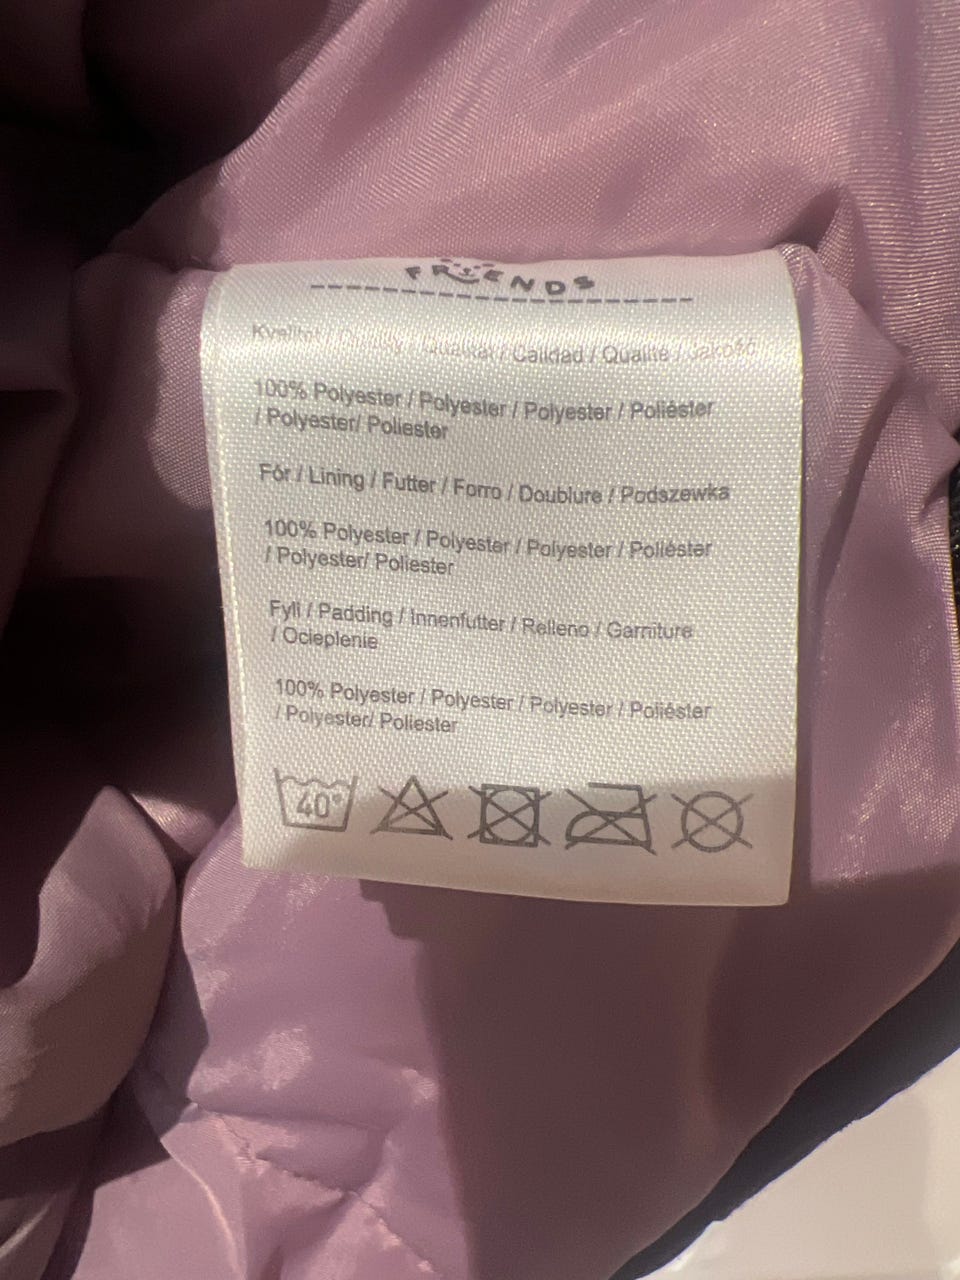 FRIENDS
Kvalitet / Quality / Qualität / Calidad / Qualite / Jakość
100% Polyester / Polyester / Polyester / Poliéster
/ Polyester/ Poliester
Fór / Lining / Futter / Forro / Doublure / Podszewka
100% Polyester / Polyester / Polyester / Poliéster
/ Polyester/ Poliester
Fyll / Padding / Innenfutter / Relleno / Garniture
/ Ocieplenie
100% Polyester / Polyester / Polyester / Poliéster
/ Polyester/ Poliester
40°